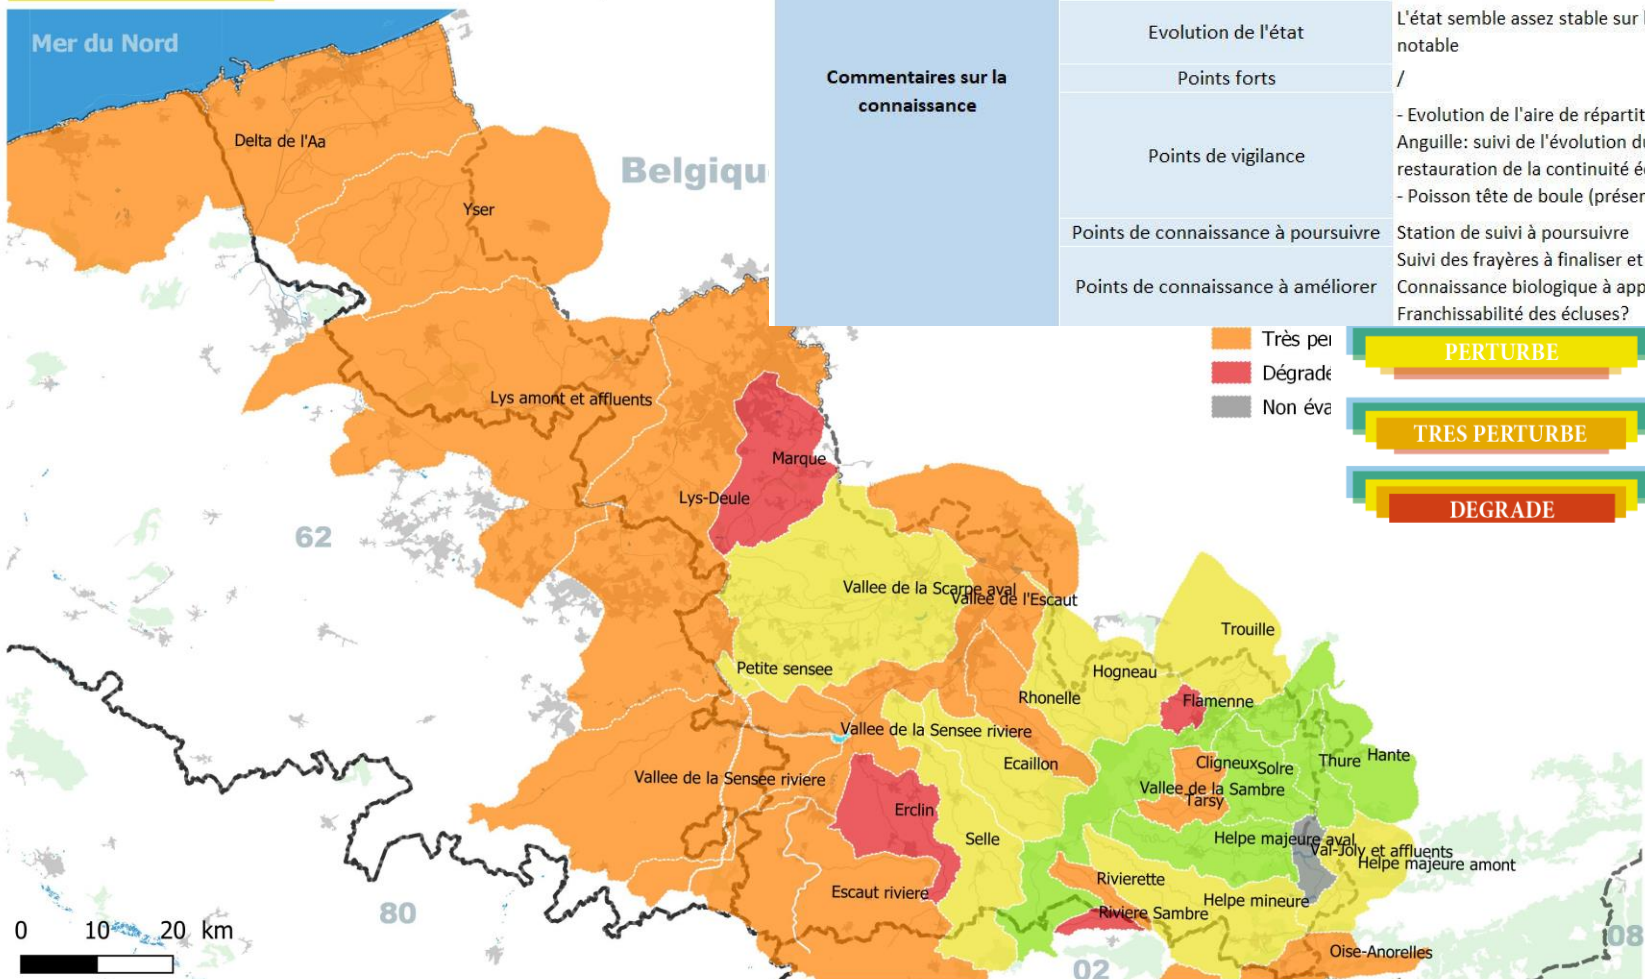 Mer du Nord
Commentaires sur la
connaissance
Evolution de l'état
L'état semble assez stable sur
notable
Points forts
/
Points de vigilance
- Evolution de l'aire de
Anguille: suivi de l'évolution
restauration de la continuité
- Poisson tête de boule
Points de connaissance à poursuivre
Station de suivi à poursuivre
Points de connaissance à améliorer
Suivi des frayères à finaliser et
Connaissance biologique à
Franchissabilité des écluses?
Très
PERTURBE
TRES PERTURBE
DEGRADE
Non
Delta de l'Aa
Belgiqu
Yser
Lys amont et affluents
Marque
Lys-Deule
62
Vallee de la Scarpe aval
Vallee de l'Escaut
Trouille
Petite sensee
Hogneau
Rhonelle
Flamenne
Vallee de la Sensee riviere
Ecaillon
Cligneux
Solre
Thure
Hante
Vallee de la Sensee riviere
Vallee de la Sambre
Tarsy
Erclin
Selle
Helpe majeure aval
Val-Joly et affluents
Helpe majeure amont
Rivierette
Escaut riviere
Helpe mineure
Riviere Sambre
80
Oise-Anorelles
02
08
0 10 20 km